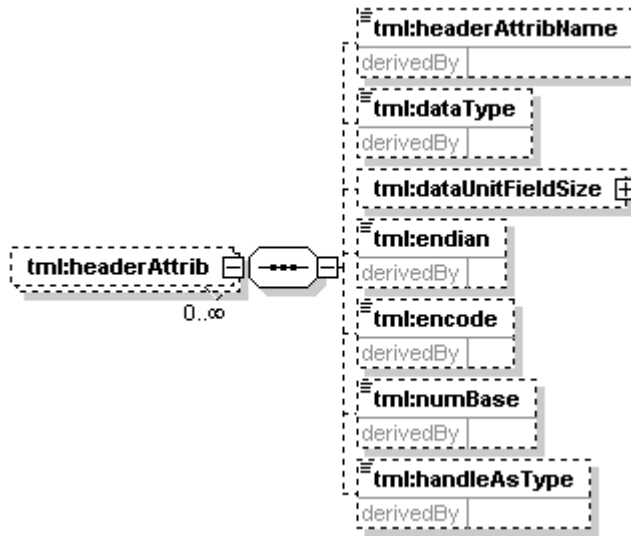 tml:headerAttribName
derivedBy
tml:dataType
derivedBy
tml:dataUnitFieldSize
tml:endian
derivedBy
tml:headerAttrib
0..∞
tml:encode
derivedBy
tml:numBase
derivedBy
tml:handleAsType
derivedBy